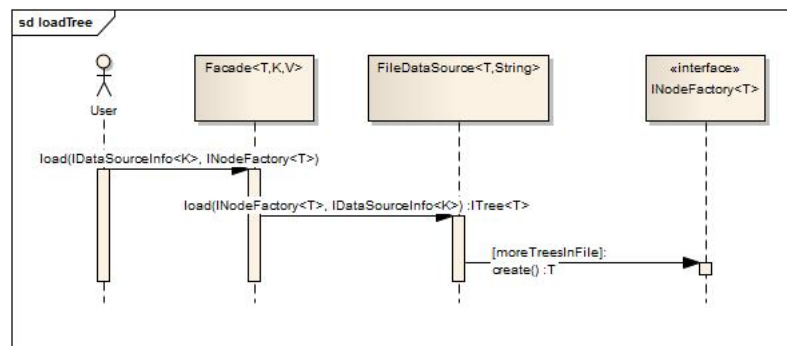 sd loadTree
User
Facade<T,K,V>
FileDataSource<T,String>
«interface»
INodeFactory<T>
load(IDataSourceInfo<K>, INodeFactory<T>)
load(INodeFactory<T>, IDataSourceInfo<K>) :ITree<T>
[moreTreesInFile]:
create() :T